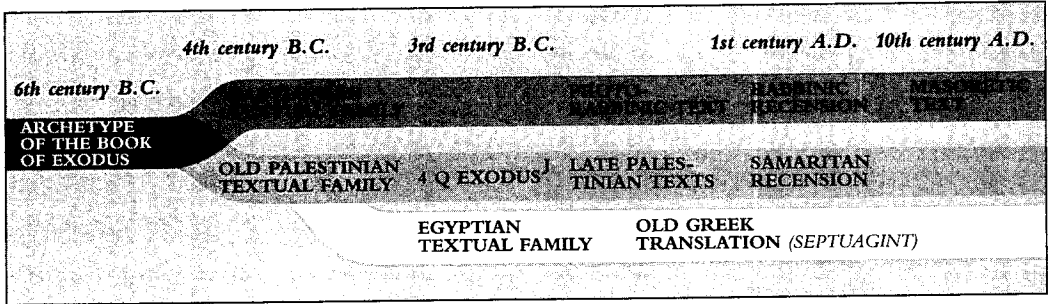 4th century B.C. 3rd century B.C. 1st century A.D. 10th century A.D.
6th century B.C.
TEXTUAL FAMILY PROTO-
RABBINIC TEXT RABBINIC
RECENSION MASORETIC
TEXT
ARCHETYPE
OF THE BOOK
OF EXODUS
OLD PALESTINIAN
TEXTUAL FAMILY
4 Q EXODUS
LATE PALES-
TINIAN TEXTS
SAMARITAN
RECENSION
EGYPTIAN
TEXTUAL FAMILY
OLD GREEK
TRANSLATION (SEPTUAGINT)